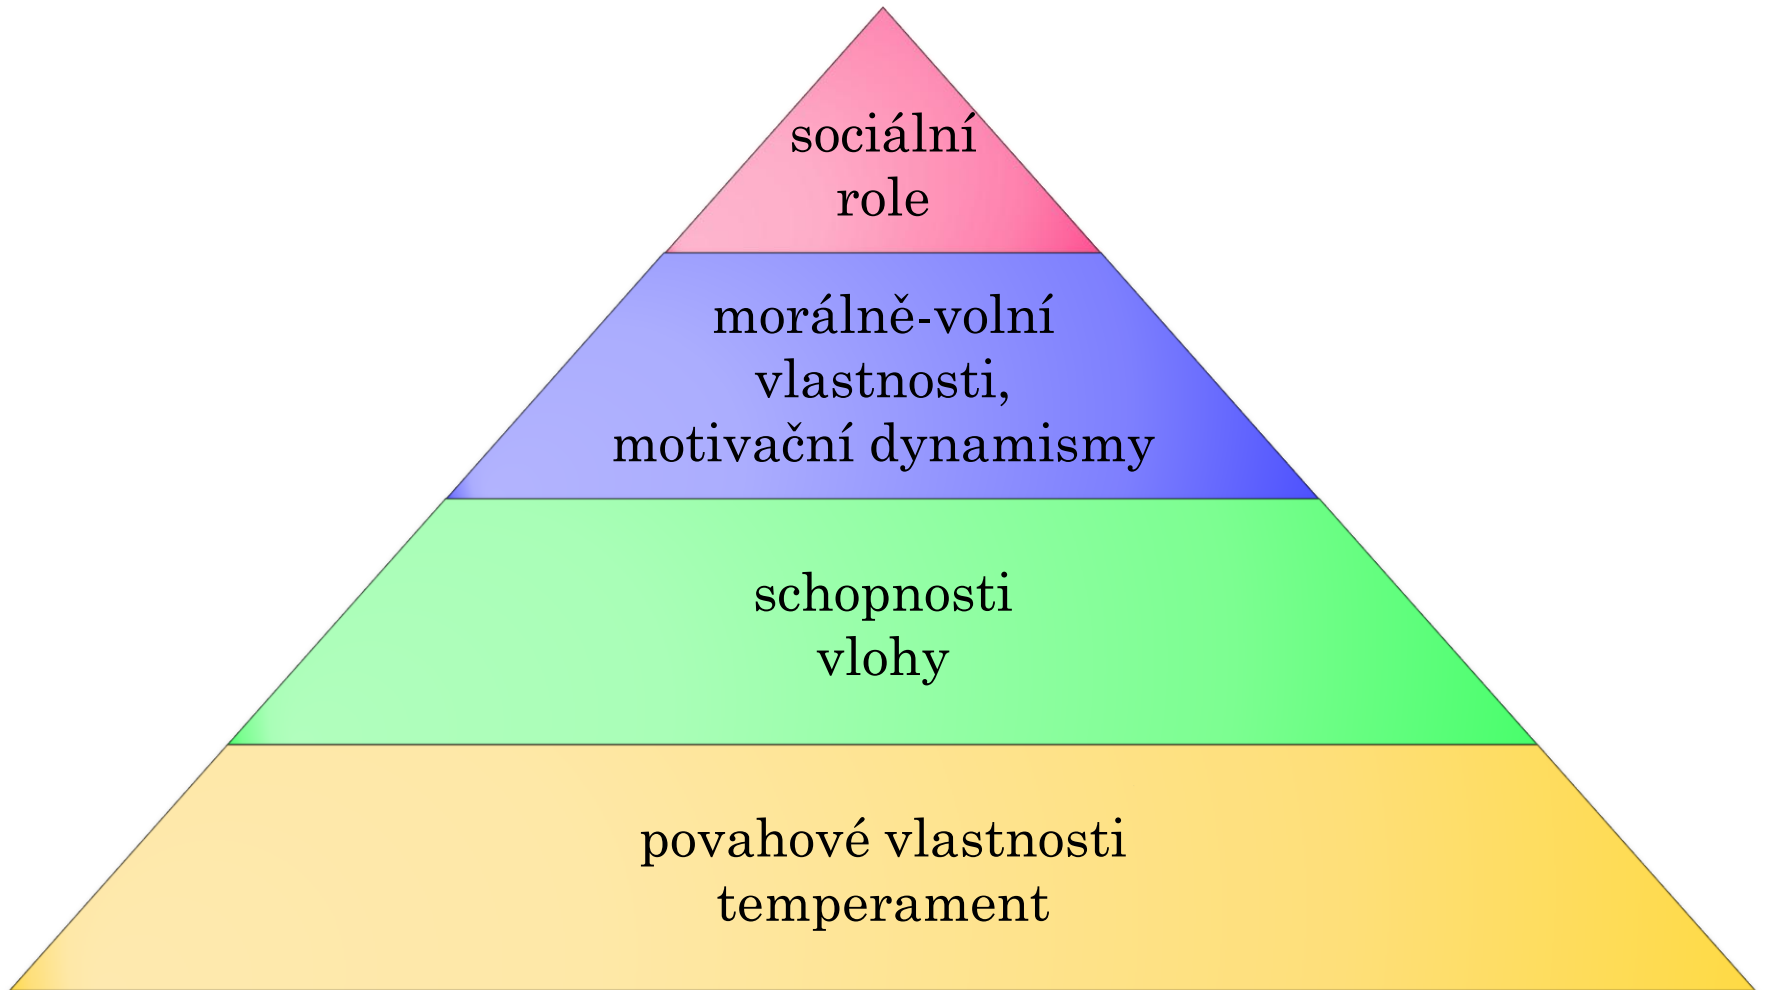 sociální
role
morálně-volní
vlastnosti,
motivační dynamismy
schopnosti
vlohy
povahové vlastnosti
temperament